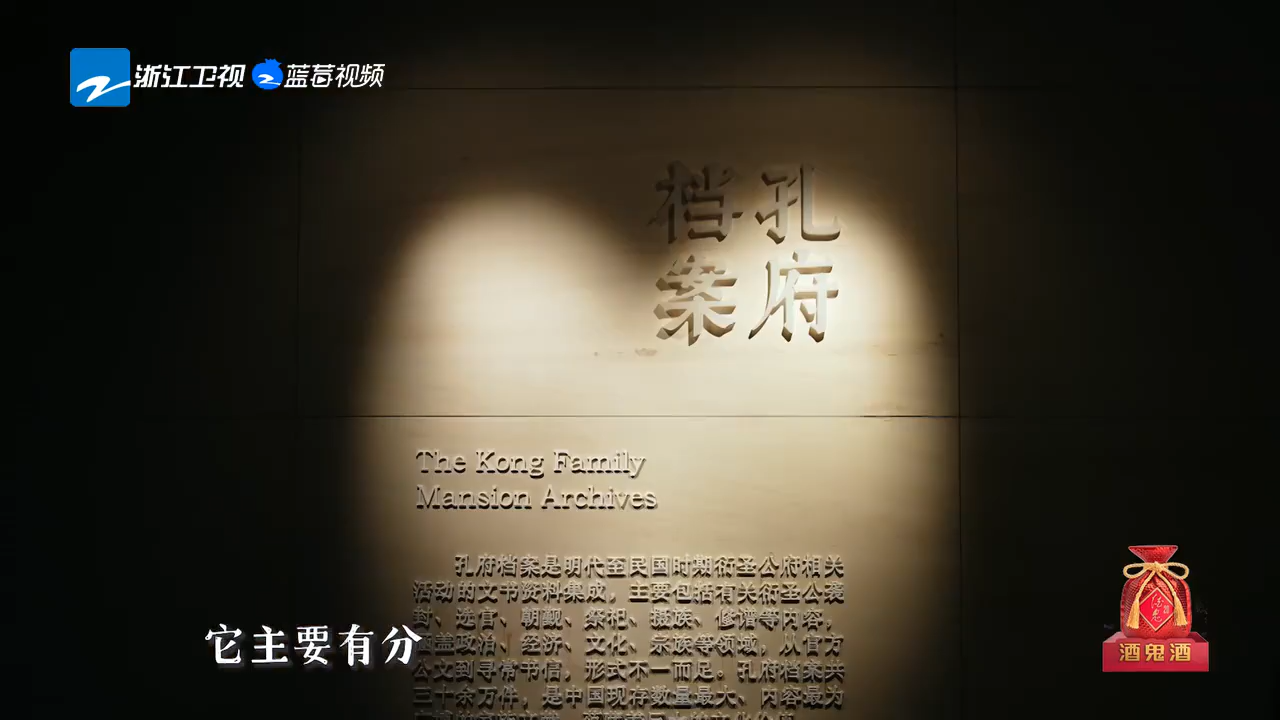 浙江卫视 蓝莓视频
孔府
档案
The Kong Family
Mansion Archives
孔府档案是明代至民国时期衍圣公府相关
活动的文书资料集成，主要包括有关衍圣公袭
封、选官、朝觐、祭祀、摄族、修谱等内容，
涵盖政治、经济、文化、宗族等领域，从官方
公文到寻常书信，形式不一而足。孔府档案共
三十余万件，是中国现存数量最大、内容最为
它主要有分
酒鬼
酒鬼酒